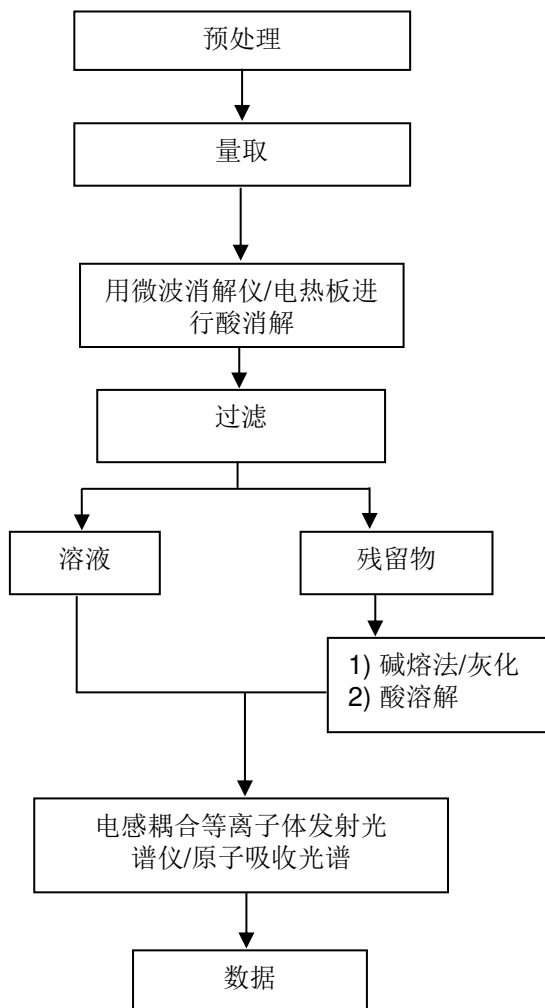 预处理
量取
用微波消解仪/电热板进
行酸消解
过滤
溶液
残留物
1) 碱熔法/灰化
2) 酸溶解
电感耦合等离子体发射光
谱仪/原子吸收光谱
数据